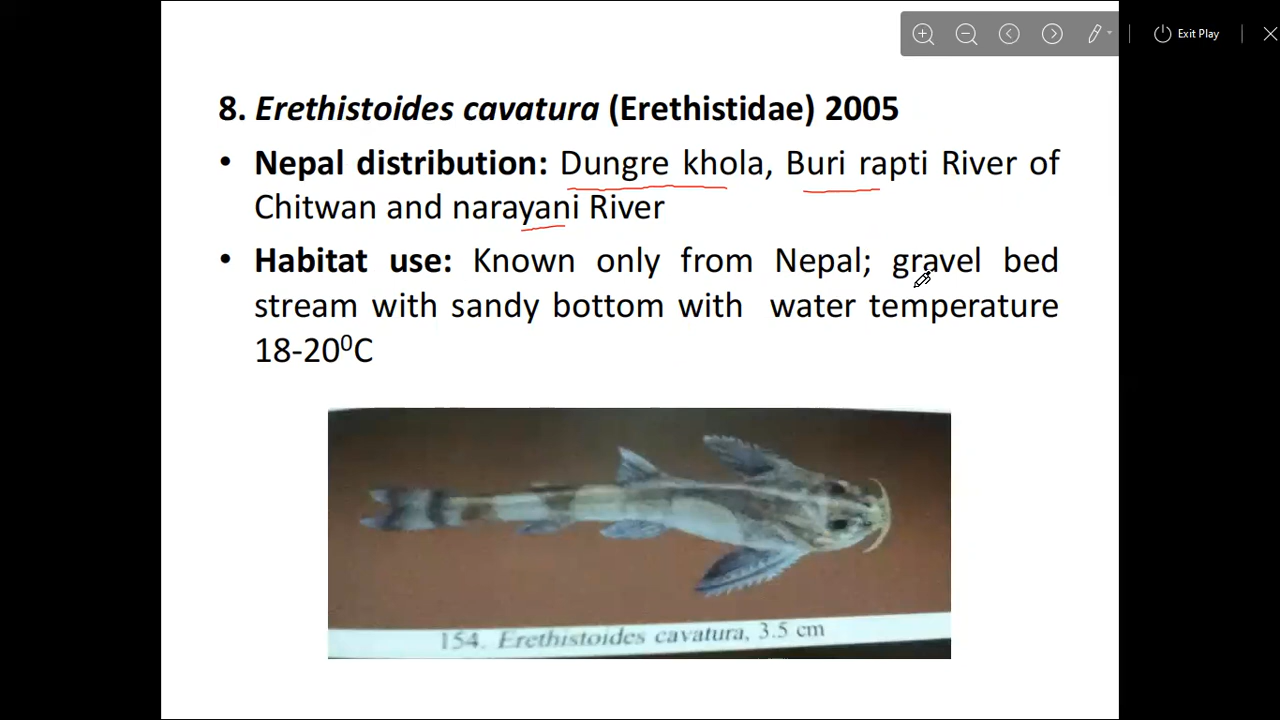 Exit Play
8. Erethistoides cavatura (Erethistidae) 2005
• Nepal distribution: Dungre khola, Buri rapti River of
Chitwan and narayani River
• Habitat use: Known only from Nepal; gravel bed
stream with sandy bottom with water temperature
18-20⁰C
154. Erethistoides cavatura, 3.5 cm